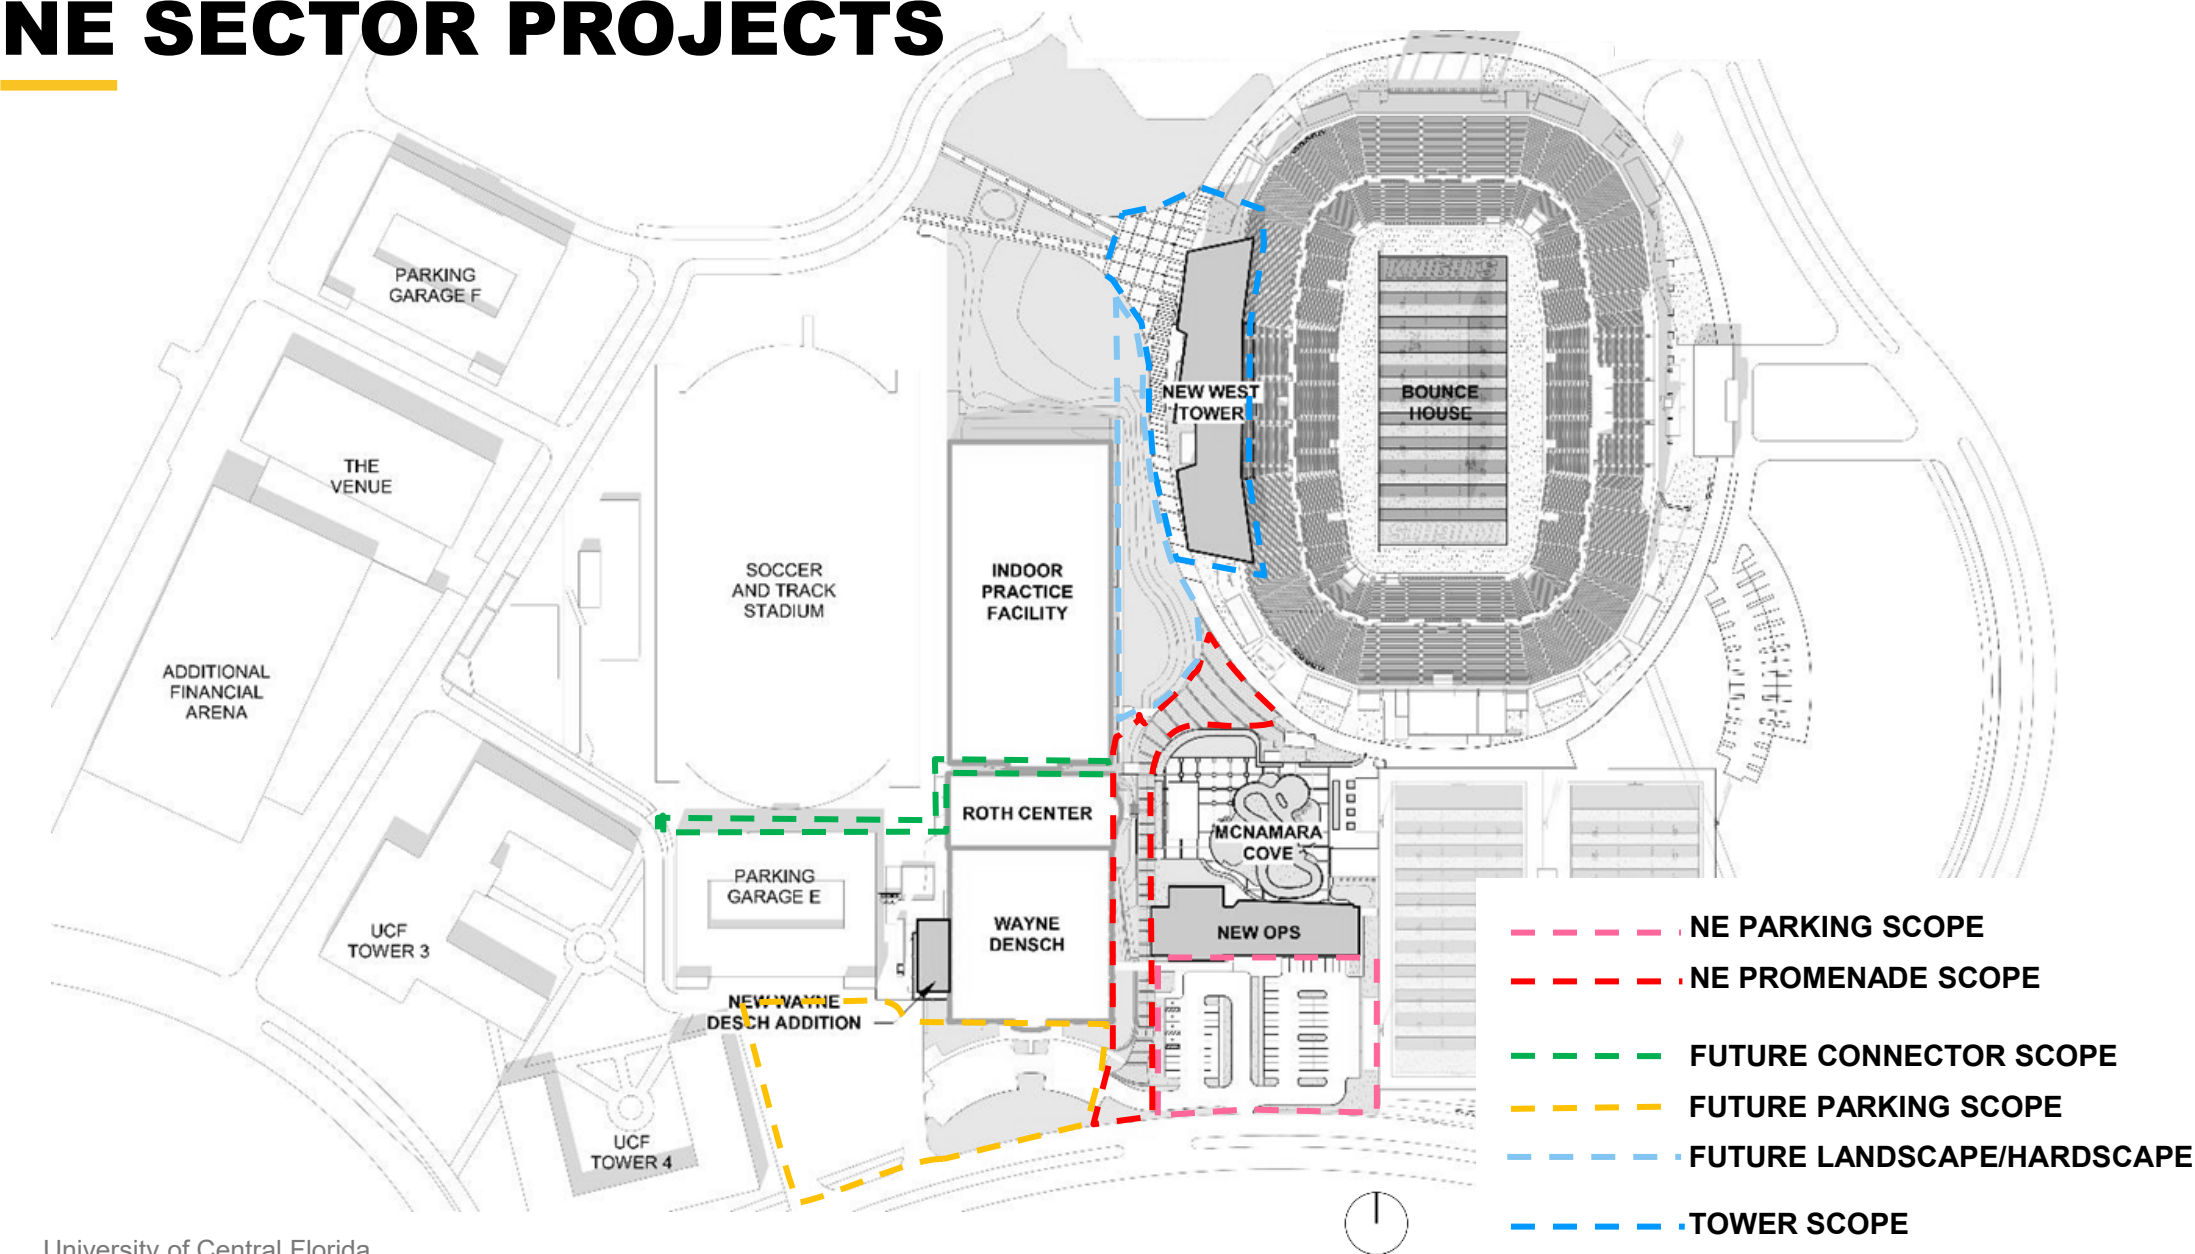 NE SECTOR PROJECTS
PARKING
GARAGE F
THE
VENUE
ADDITIONAL
FINANCIAL
ARENA
SOCCER
AND TRACK
STADIUM
INDOOR
PRACTICE
FACILITY
NEW WEST
TOWER
BOUNCE
HOUSE
KNIGHTS
ROTH CENTER
MCNAMARA
COVE
PARKING
GARAGE E
UCF
TOWER 3
WAYNE
DENSCH
NEW OPS
NEW WAYNE
DESCH ADDITION
UCF
TOWER 4
NE PARKING SCOPE
NE PROMENADE SCOPE
FUTURE CONNECTOR SCOPE
FUTURE PARKING SCOPE
FUTURE LANDSCAPE/HARDSCAPE
TOWER SCOPE
University of Central Florida